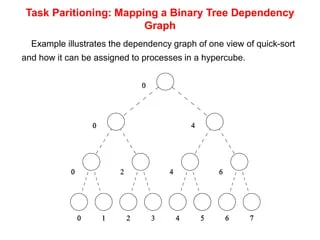 Task Paritioning: Mapping a Binary Tree Dependency
Graph
Example illustrates the dependency graph of one view of quick-sort
and how it can be assigned to processes in a hypercube.
0
0 4
0 2 4 6
0 1 2 3 4 5 6 7